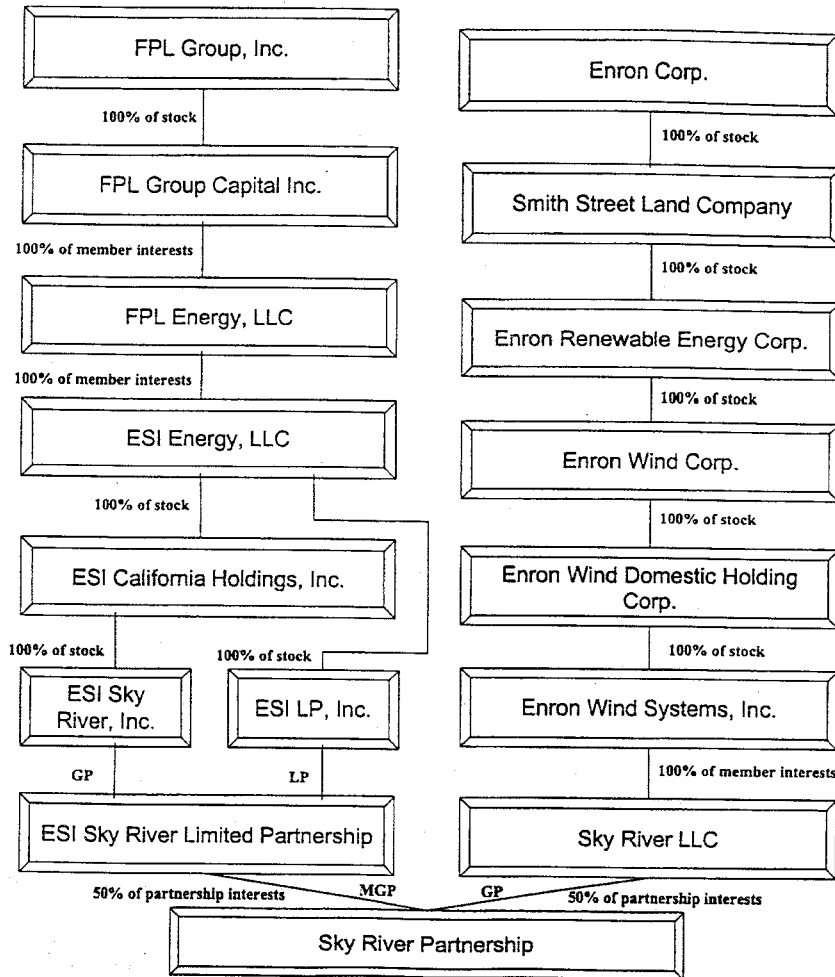 FPL Group, Inc.
100% of stock
FPL Group Capital Inc.
100% of member interests
FPL Energy, LLC
100% of member interests
ESI Energy, LLC
100% of stock
ESI California Holdings, Inc.
100% of stock
100% of stock
ESI Sky
River, Inc.
ESI LP, Inc.
GP
LP
ESI Sky River Limited Partnership
Enron Corp.
100% of stock
Smith Street Land Company
100% of stock
Enron Renewable Energy Corp.
100% of stock
Enron Wind Corp.
100% of stock
Enron Wind Domestic Holding
Corp.
100% of stock
Enron Wind Systems, Inc.
100% of member interests
Sky River LLC
50% of partnership interests
MGP
GP
50% of partnership interests
Sky River Partnership